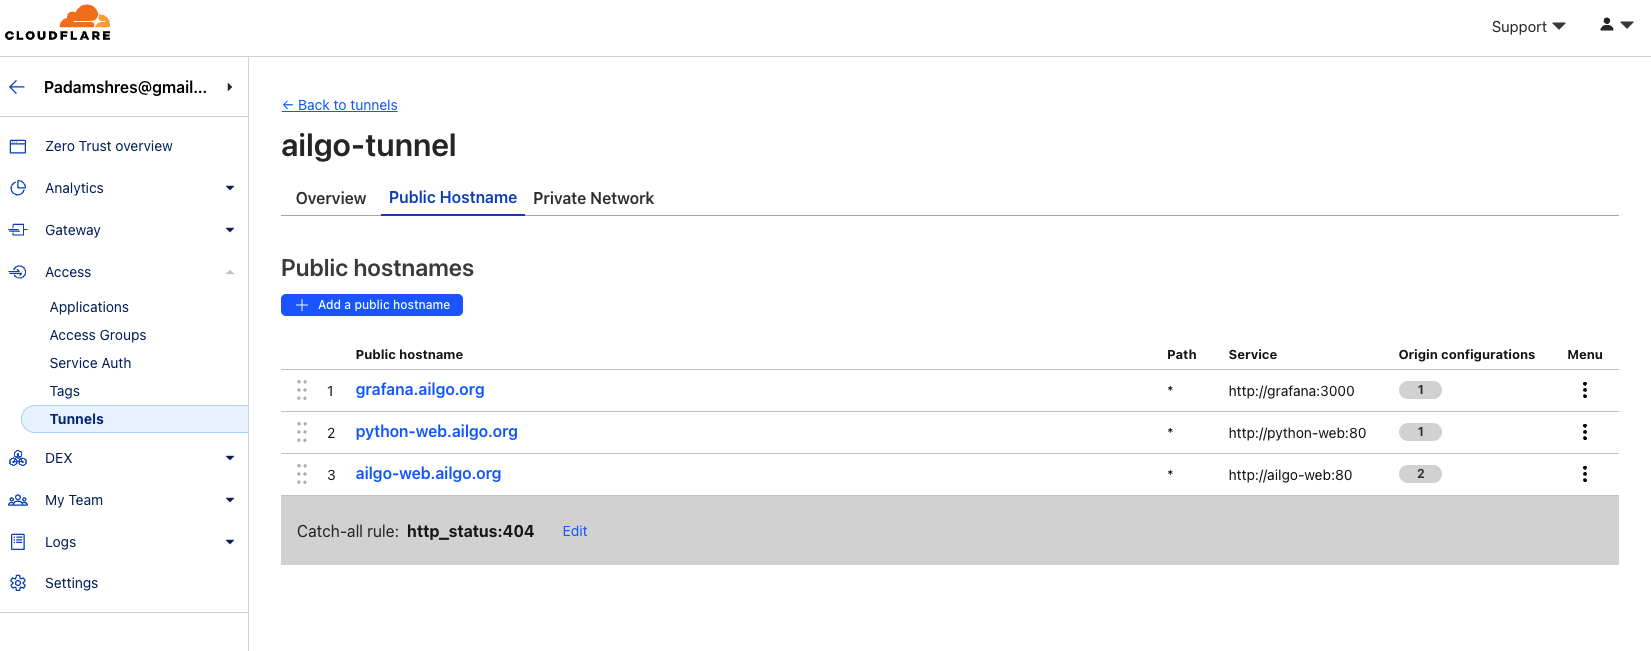 CLOUDFLARE
Support
Padamshres@gmail...
Zero Trust overview
Analytics
Gateway
Access
Applications
Access Groups
Service Auth
Tags
Tunnels
DEX
My Team
Logs
Settings
← Back to tunnels
ailgo-tunnel
Overview Public Hostname Private Network
Public hostnames
+ Add a public hostname
Public hostname Path Service Origin configurations Menu
1 grafana.ailgo.org * http://grafana:3000 1
2 python-web.ailgo.org * http://python-web:80 1
3 ailgo-web.ailgo.org * http://ailgo-web:80 2
Catch-all rule: http_status:404 Edit